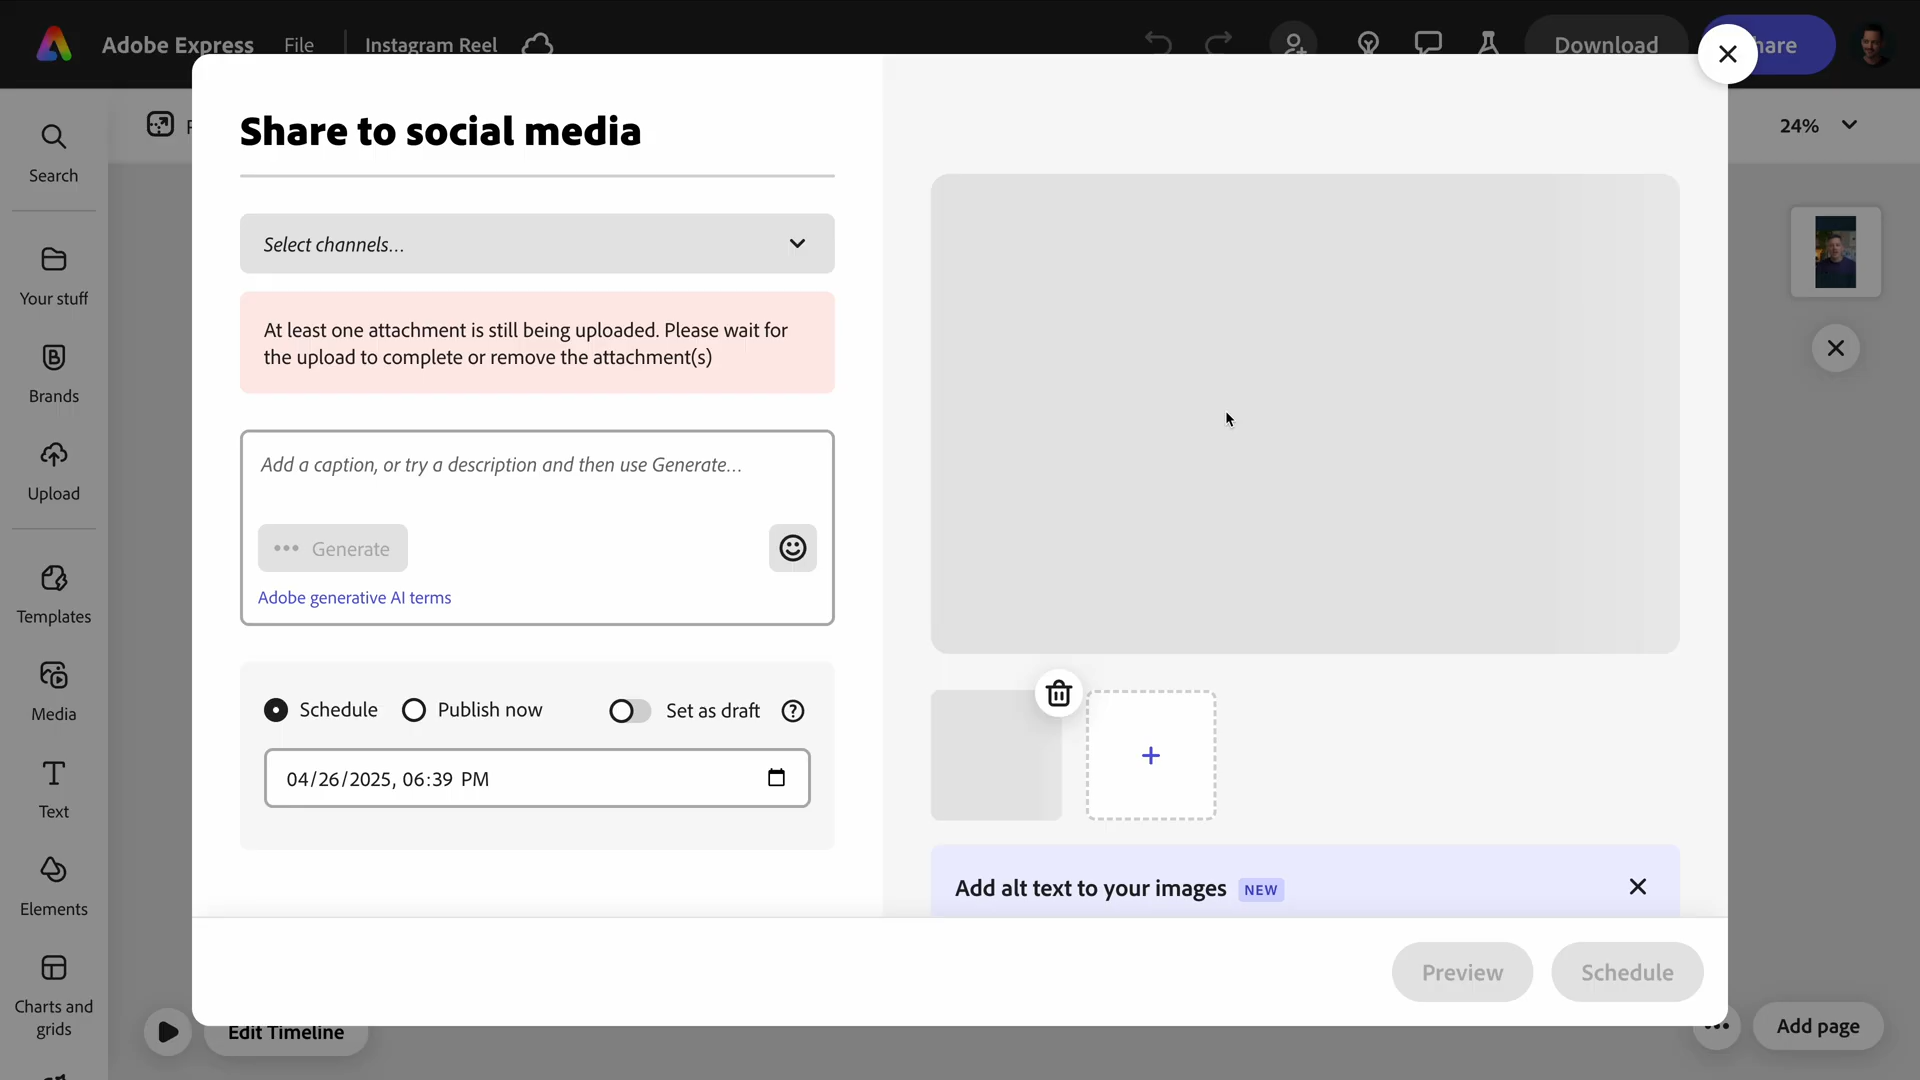 Adobe Express
File
Instagram Reel
Download
hare
24%
Search
Your stuff
Brands
Upload
Templates
Media
Text
Elements
Charts and
grids
Share to social media
Select channels...
At least one attachment is still being uploaded. Please wait for
the upload to complete or remove the attachment(s)
Add a caption, or try a description and then use Generate...
Generate
Adobe generative AI terms
Schedule
Publish now
Set as draft
04/26/2025, 06:39 PM
Add alt text to your images NEW
Preview
Schedule
Edit Timeline
Add page